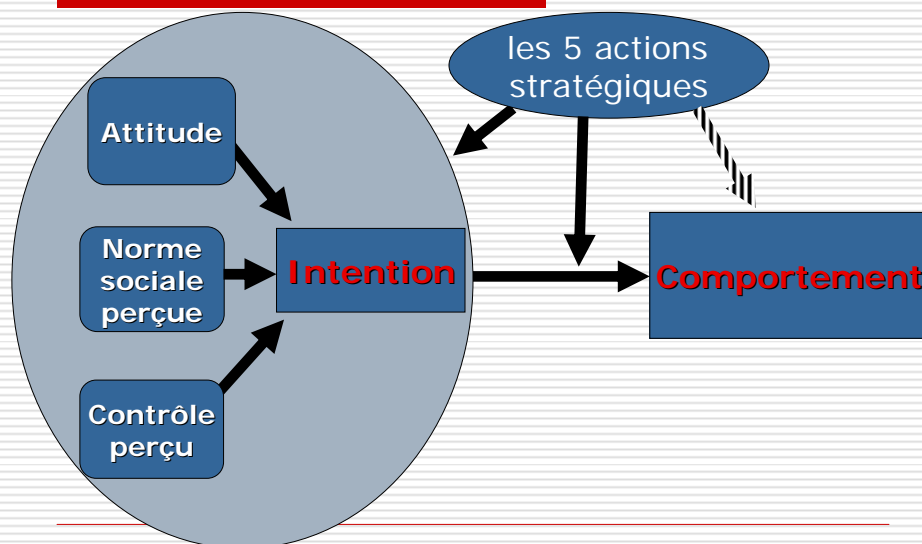 les 5 actions
stratégiques
Attitude
Norme
sociale
perçue
Intention
Comportement
Contrôle
perçu